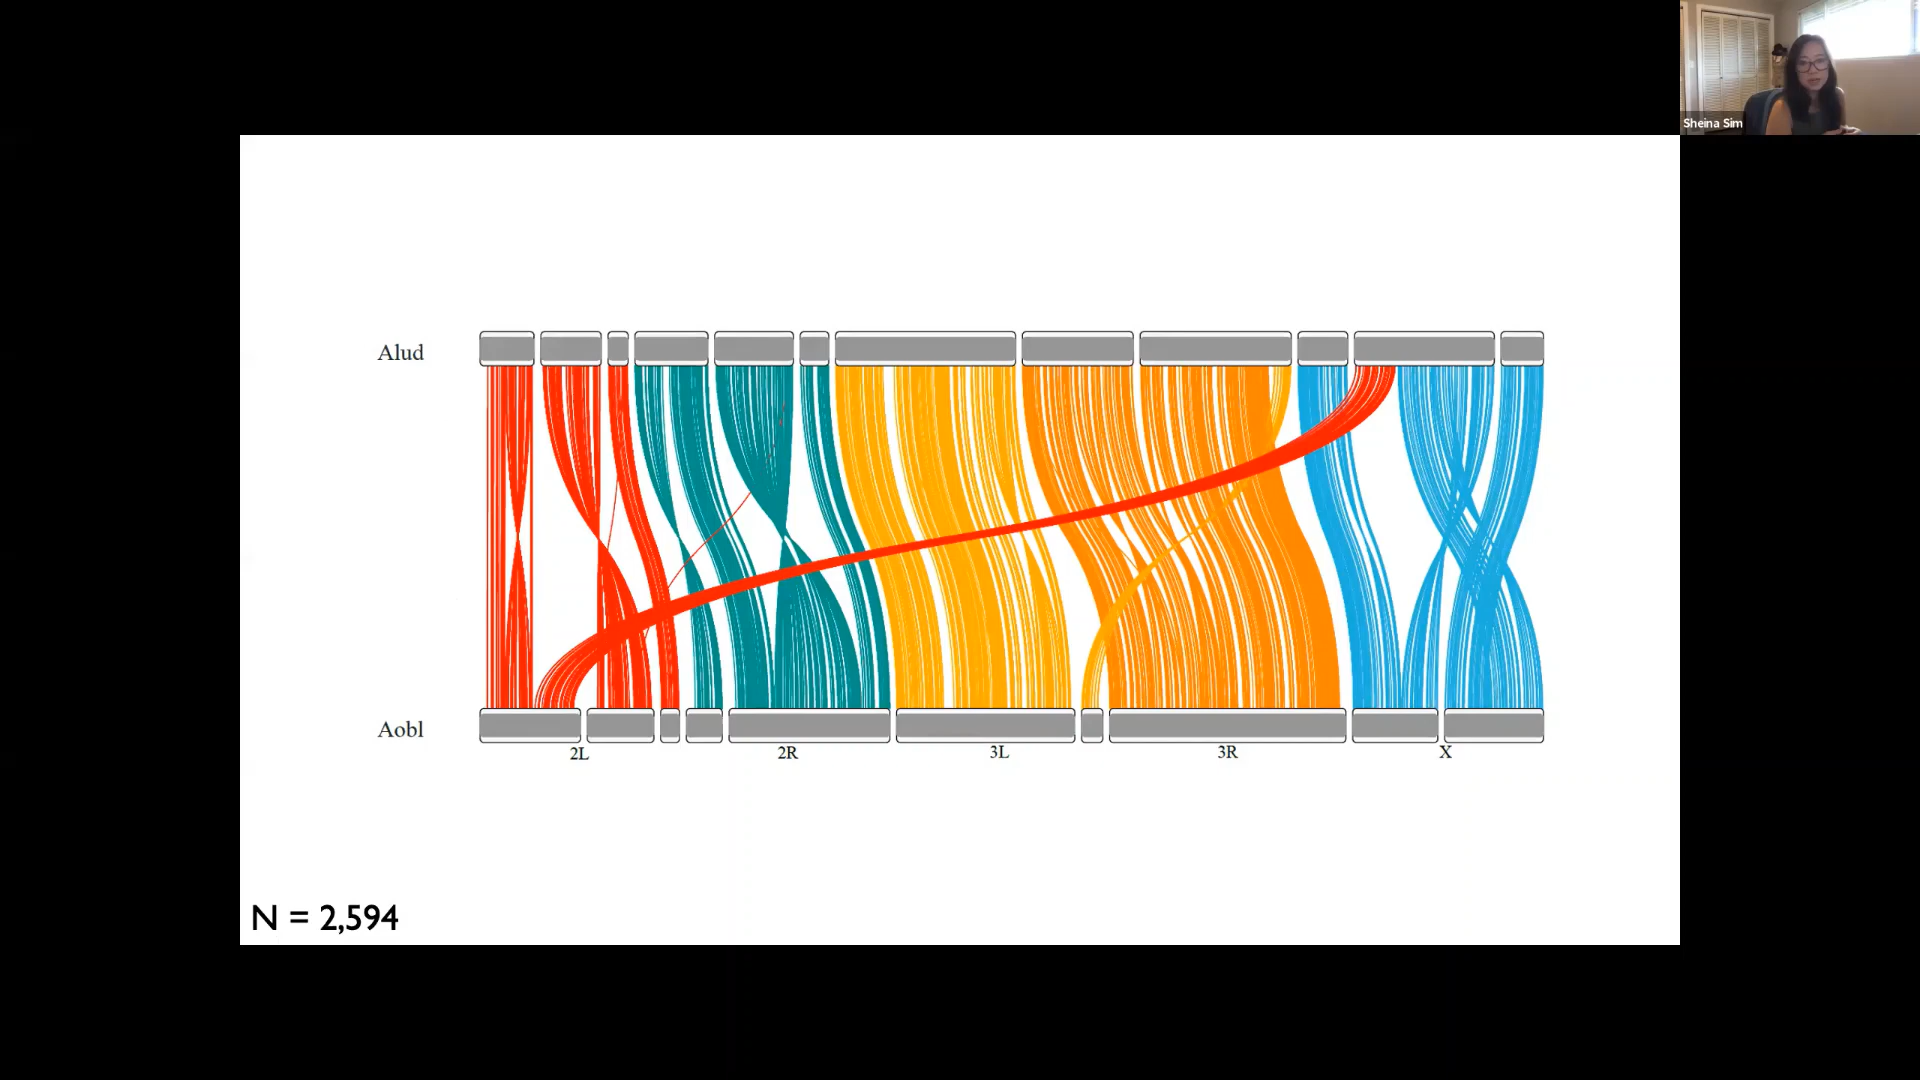 Sheina Sim
Alud
Aobl
2L 2R 3L 3R X
N = 2,594